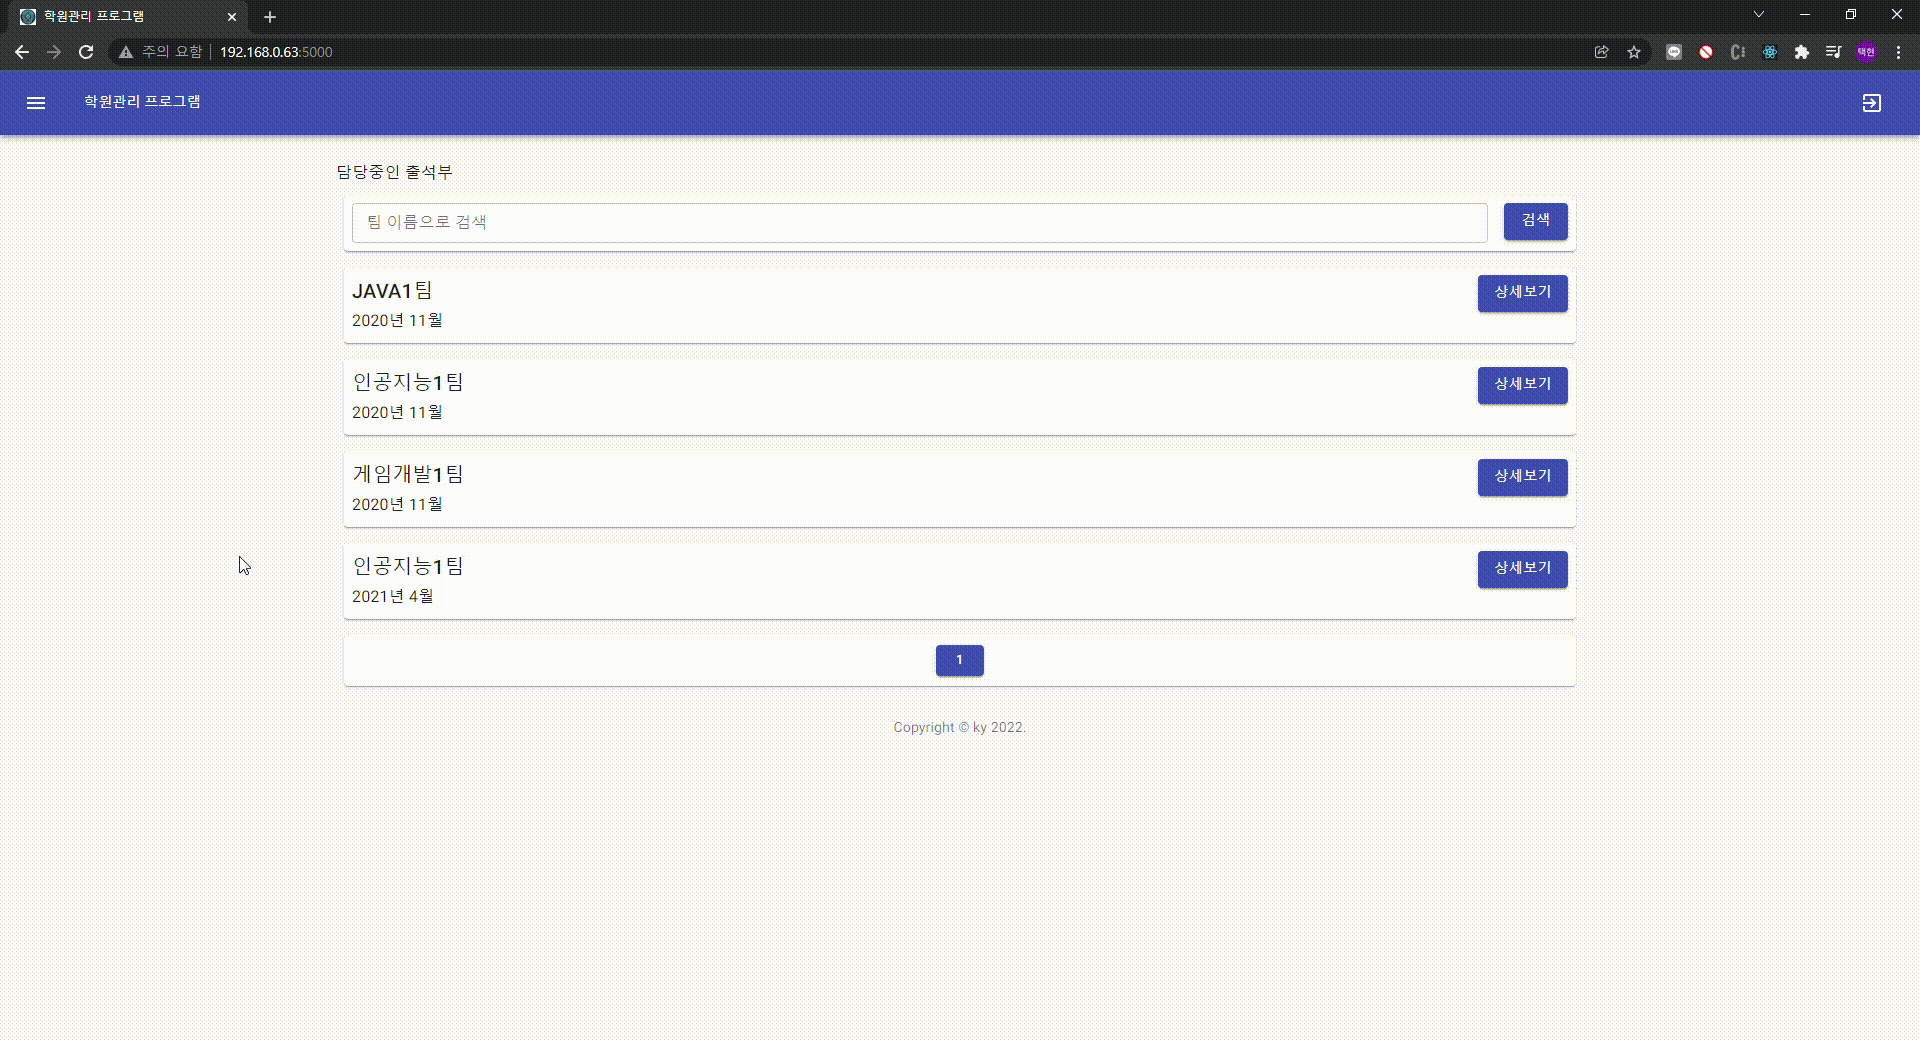 학원관리 프로그램
주의 요함 192.168.0.63:5000
택현
학원관리 프로그램
담당중인 출석부
팀 이름으로 검색
검색
JAVA1팀
상세보기
2020년 11월
인공지능1팀
상세보기
2020년 11월
게임개발1팀
상세보기
2020년 11월
인공지능1팀
상세보기
2021년 4월
1
Copyright © ky 2022.